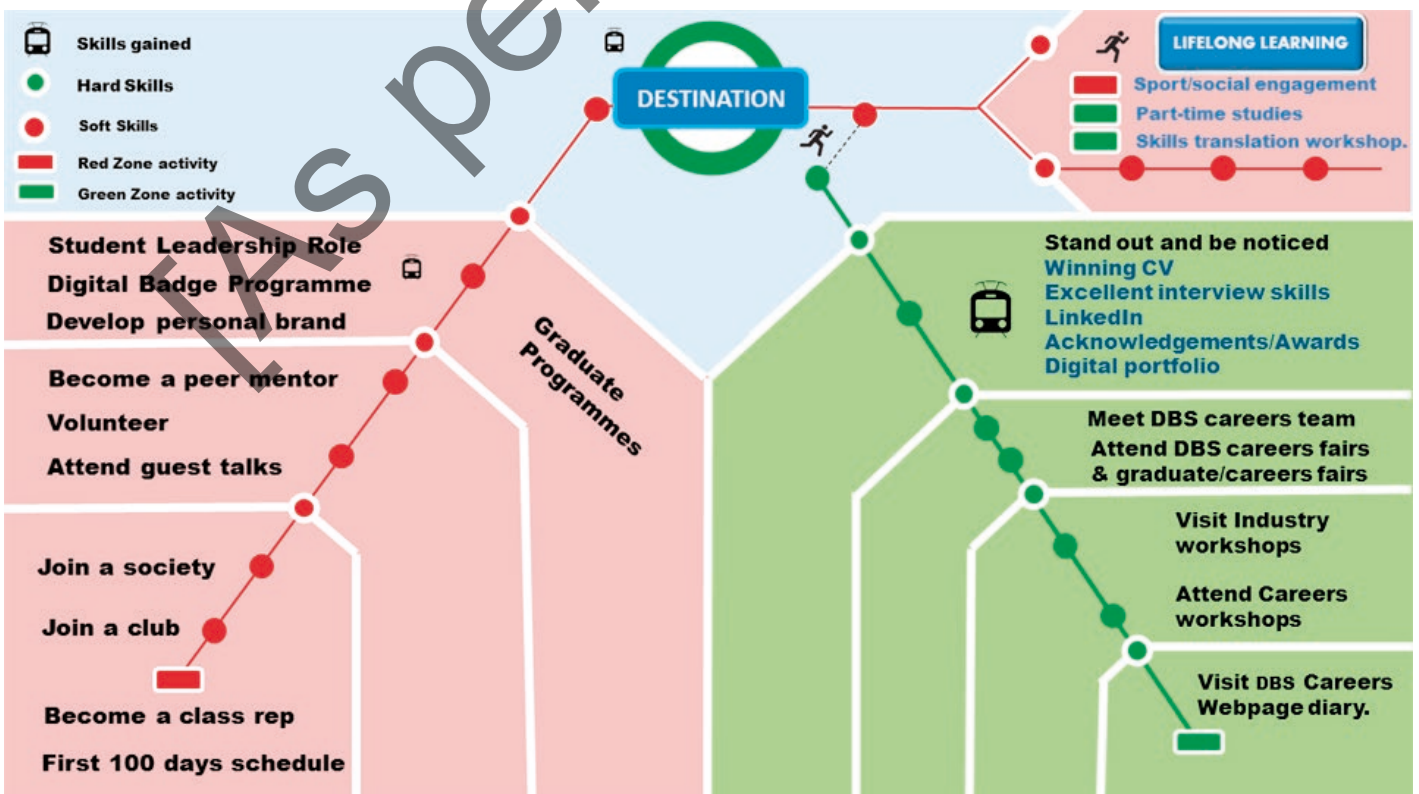 Skills gained
Hard Skills
Soft Skills
Red Zone activity
Green Zone activity
DESTINATION
LIFELONG LEARNING
Sport/social engagement
Part-time studies
Skills translation workshop.
Student Leadership Role
Digital Badge Programme
Develop personal brand
Become a peer mentor
Volunteer
Attend guest talks
Join a society
Join a club
Become a class rep
First 100 days schedule
Graduate
Programmes
Stand out and be noticed
Winning CV
Excellent interview skills
LinkedIn
Acknowledgements/Awards
Digital portfolio
Meet DBS careers team
Attend DBS careers fairs
& graduate/careers fairs
Visit Industry
workshops
Attend Careers
workshops
Visit DBS Careers
Webpage diary.
[As pe